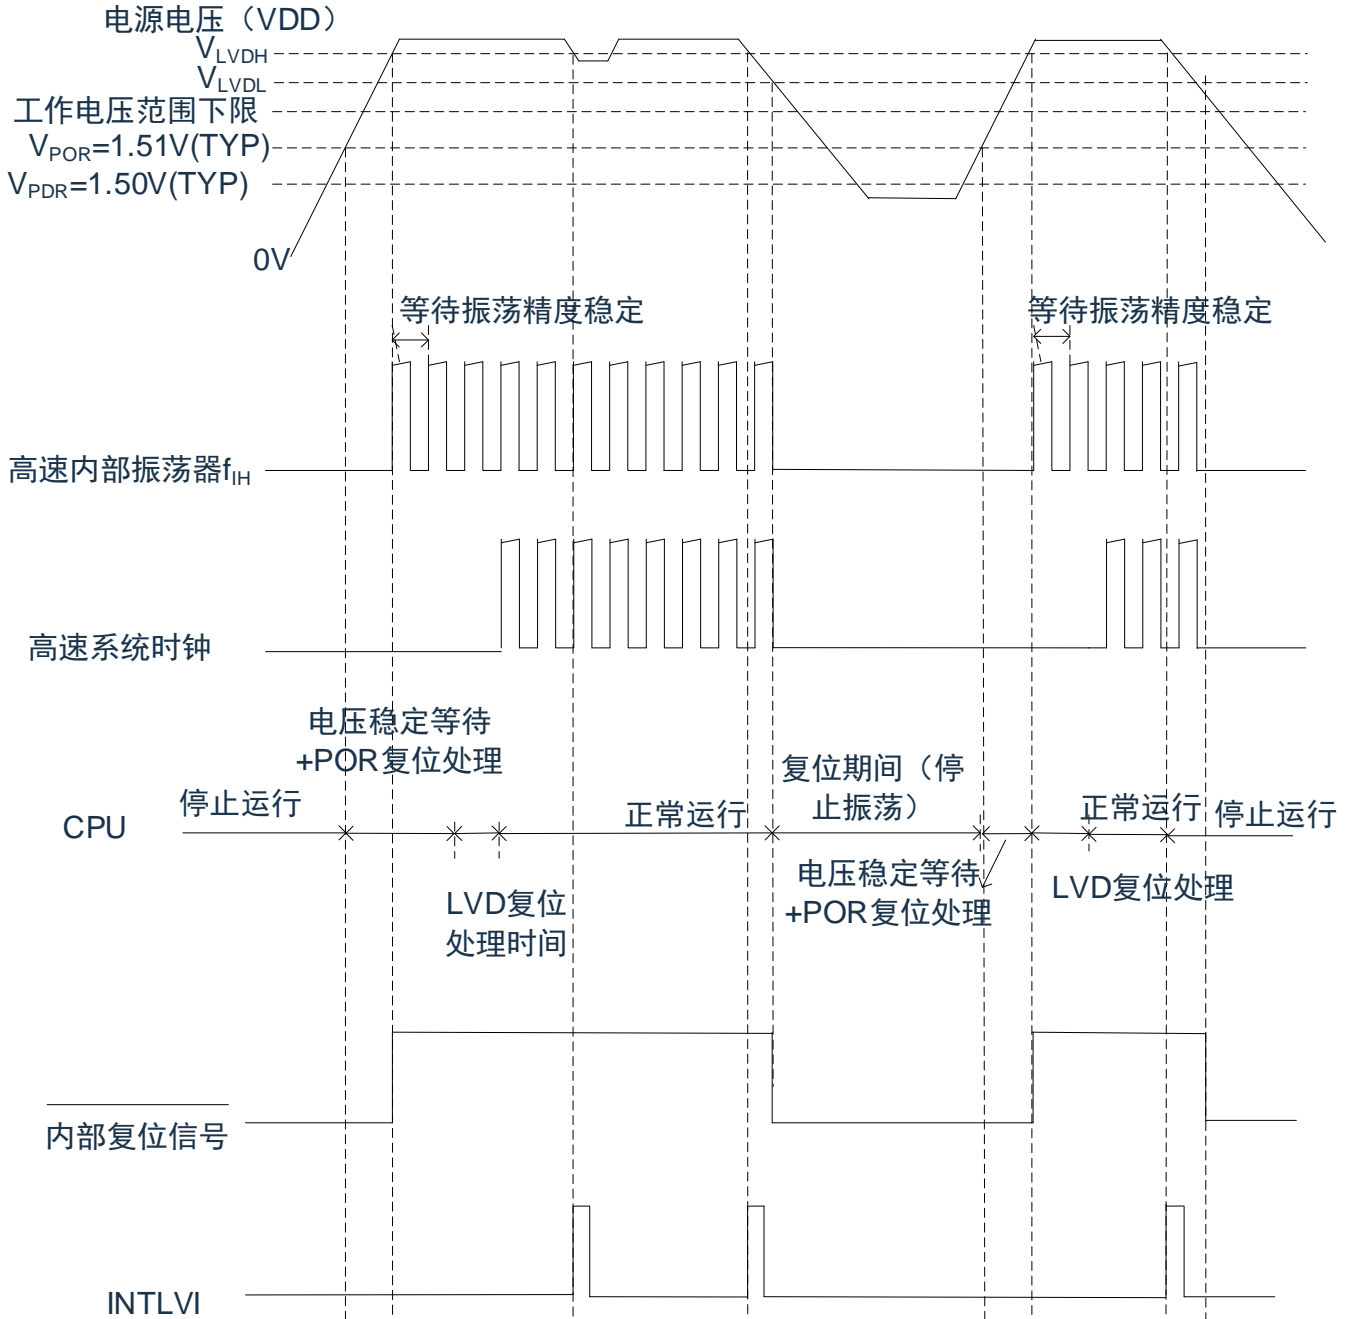 电源电压（VDD）
VLVDH
VLVDL
工作电压范围下限
VPOR=1.51V(TYP)
VPDR=1.50V(TYP)
0V
等待振荡精度稳定
等待振荡精度稳定
高速内部振荡器fIH
高速系统时钟
电压稳定等待
+POR复位处理
复位期间（停
止振荡）
停止运行
正常运行
正常运行
停止运行
CPU
电压稳定等待
+POR复位处理
LVD复位处理
LVD复位
处理时间
内部复位信号
INTLVI